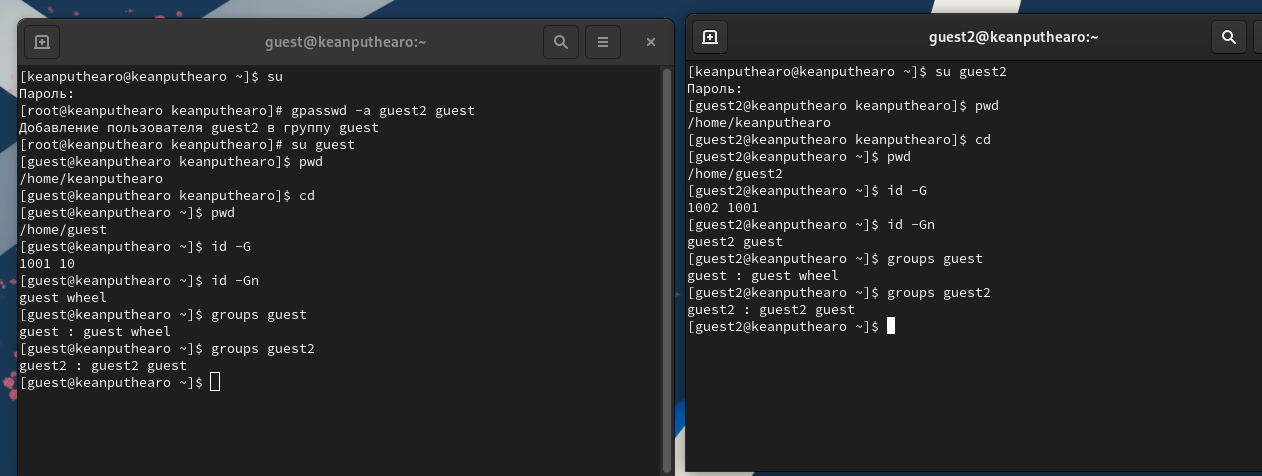 guest@keanputhearo:~
[keanputhearo@keanputhearo ~]$ su
Пароль:
[root@keanputhearo keanputhearo]# gpasswd -a guest2 guest
Добавление пользователя guest2 в группу guest
[root@keanputhearo keanputhearo]# su guest
[guest@keanputhearo keanputhearo]$ pwd
/home/keanputhearo
[guest@keanputhearo keanputhearo]$ cd
[guest@keanputhearo ~]$ pwd
/home/guest
[guest@keanputhearo ~]$ id -G
1001 10
[guest@keanputhearo ~]$ id -Gn
guest wheel
[guest@keanputhearo ~]$ groups guest
guest : guest wheel
[guest@keanputhearo ~]$ groups guest2
guest2 : guest2 guest
[guest@keanputhearo ~]$
guest2@keanputhearo:~
[keanputhearo@keanputhearo ~]$ su guest2
Пароль:
[guest2@keanputhearo keanputhearo]$ pwd
/home/keanputhearo
[guest2@keanputhearo keanputhearo]$ cd
[guest2@keanputhearo ~]$ pwd
/home/guest2
[guest2@keanputhearo ~]$ id -G
1002 1001
[guest2@keanputhearo ~]$ id -Gn
guest2 guest
[guest2@keanputhearo ~]$ groups guest
guest : guest wheel
[guest2@keanputhearo ~]$ groups guest2
guest2 : guest2 guest
[guest2@keanputhearo ~]$